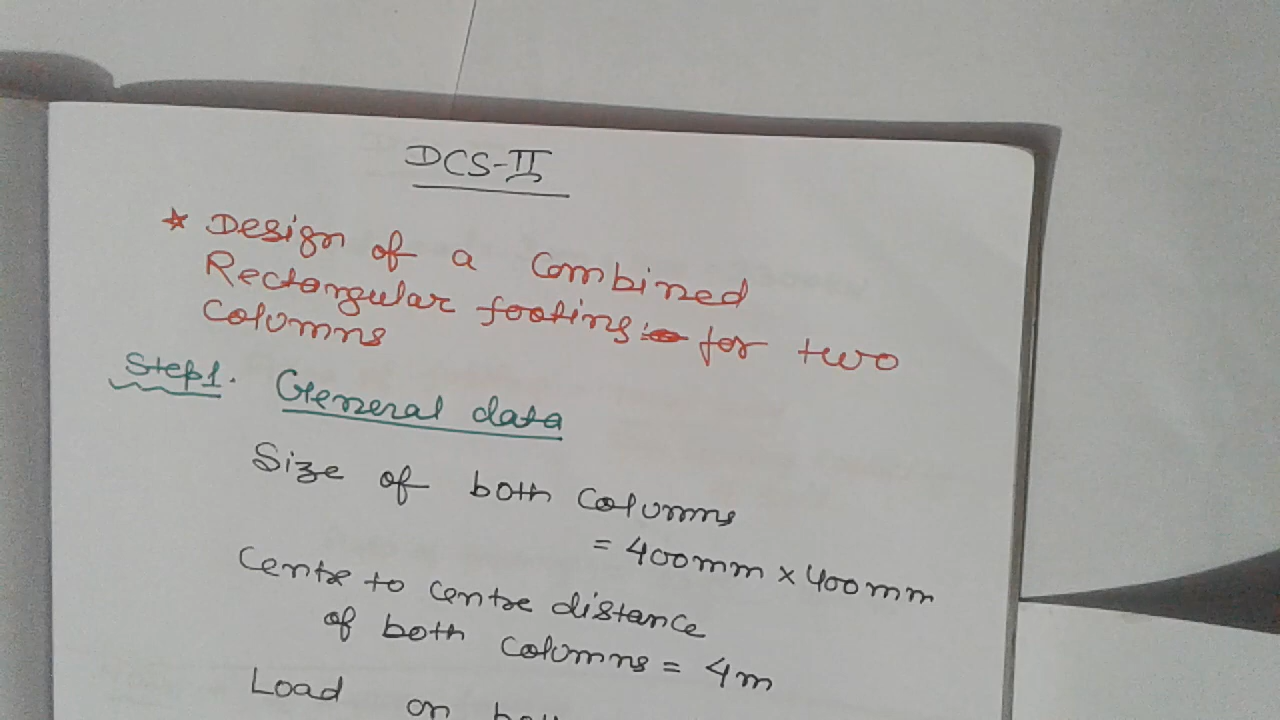 DCS-II
* Design of a Combined
Rectangular footing for two
Columns
Step1. General data
Size of both Columns
= 400mm x 400mm
Centre to centre distance
of both columns = 4m
Load on